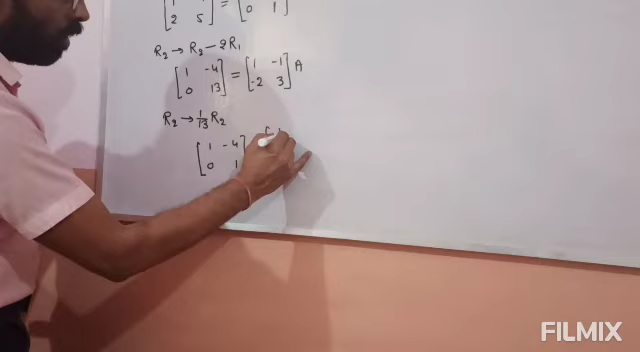 2 5 = 0 1
R₂ → R₂ − 2R₁
[1 −4] = [1 −1] A
[0 13] [−2 3]
R₂ → 1/13 R₂
[1 −4]
[0 1
FILMIX